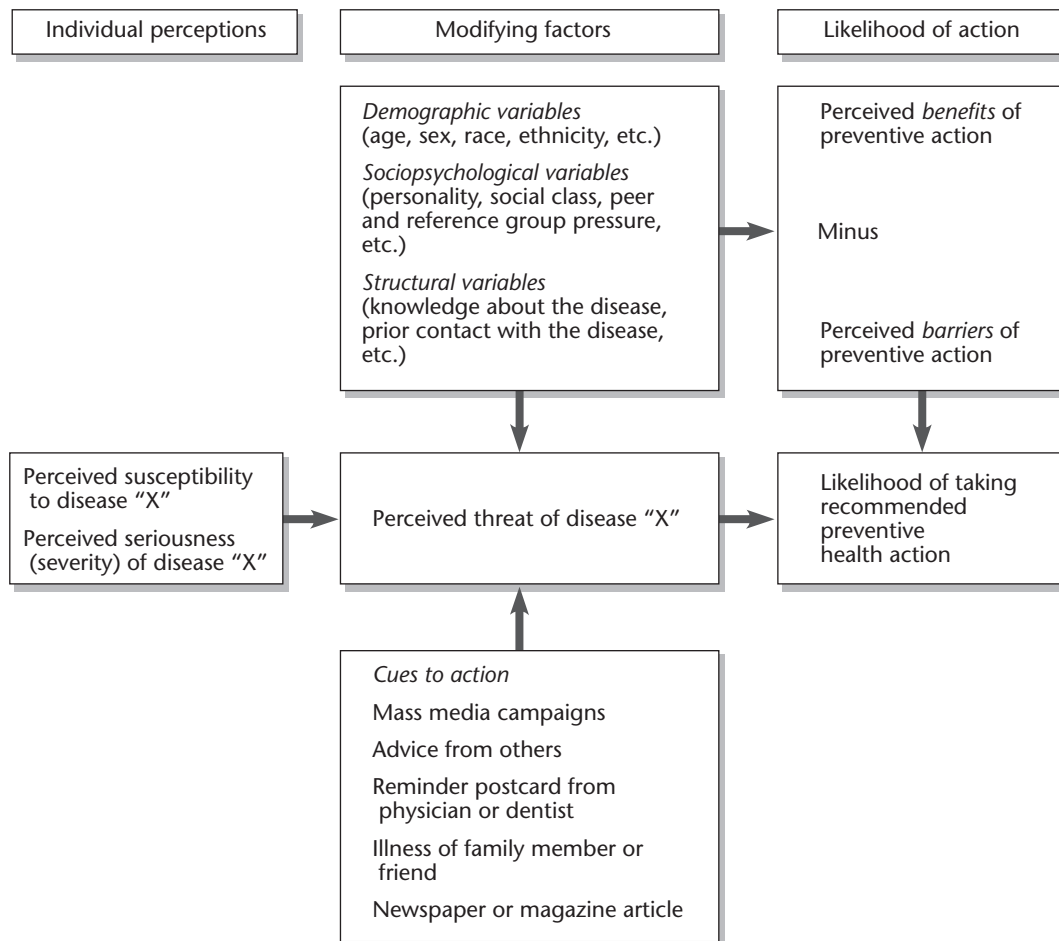 Individual perceptions
Modifying factors
Likelihood of action
Demographic variables
(age, sex, race, ethnicity, etc.)
Sociopsychological variables
(personality, social class, peer
and reference group pressure,
etc.)
Structural variables
(knowledge about the disease,
prior contact with the disease,
etc.)
Perceived benefits of
preventive action
Minus
Perceived barriers of
preventive action
Perceived susceptibility
to disease “X”
Perceived seriousness
(severity) of disease “X”
Perceived threat of disease “X”
Likelihood of taking
recommended
preventive
health action
Cues to action
Mass media campaigns
Advice from others
Reminder postcard from
physician or dentist
Illness of family member or
friend
Newspaper or magazine article